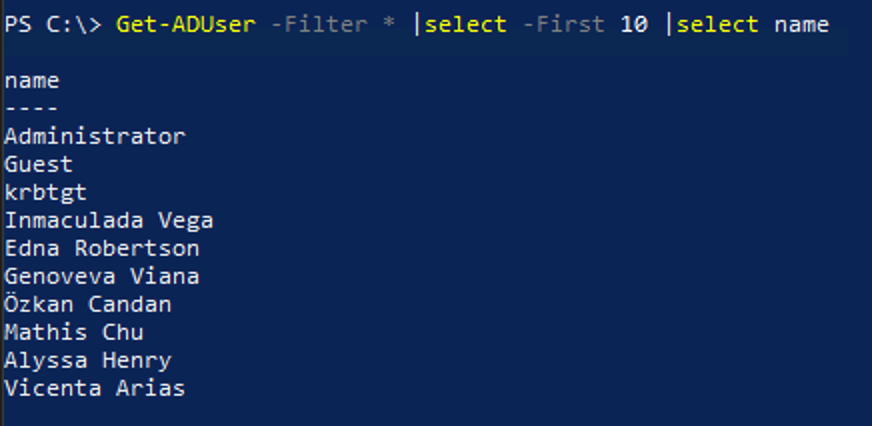 PS C:\> Get-ADUser -Filter * |select -First 10 |select name
name
----
Administrator
Guest
krbtgt
Inmaculada Vega
Edna Robertson
Genoveva Viana
Özkan Candan
Mathis Chu
Alyssa Henry
Vicenta Arias